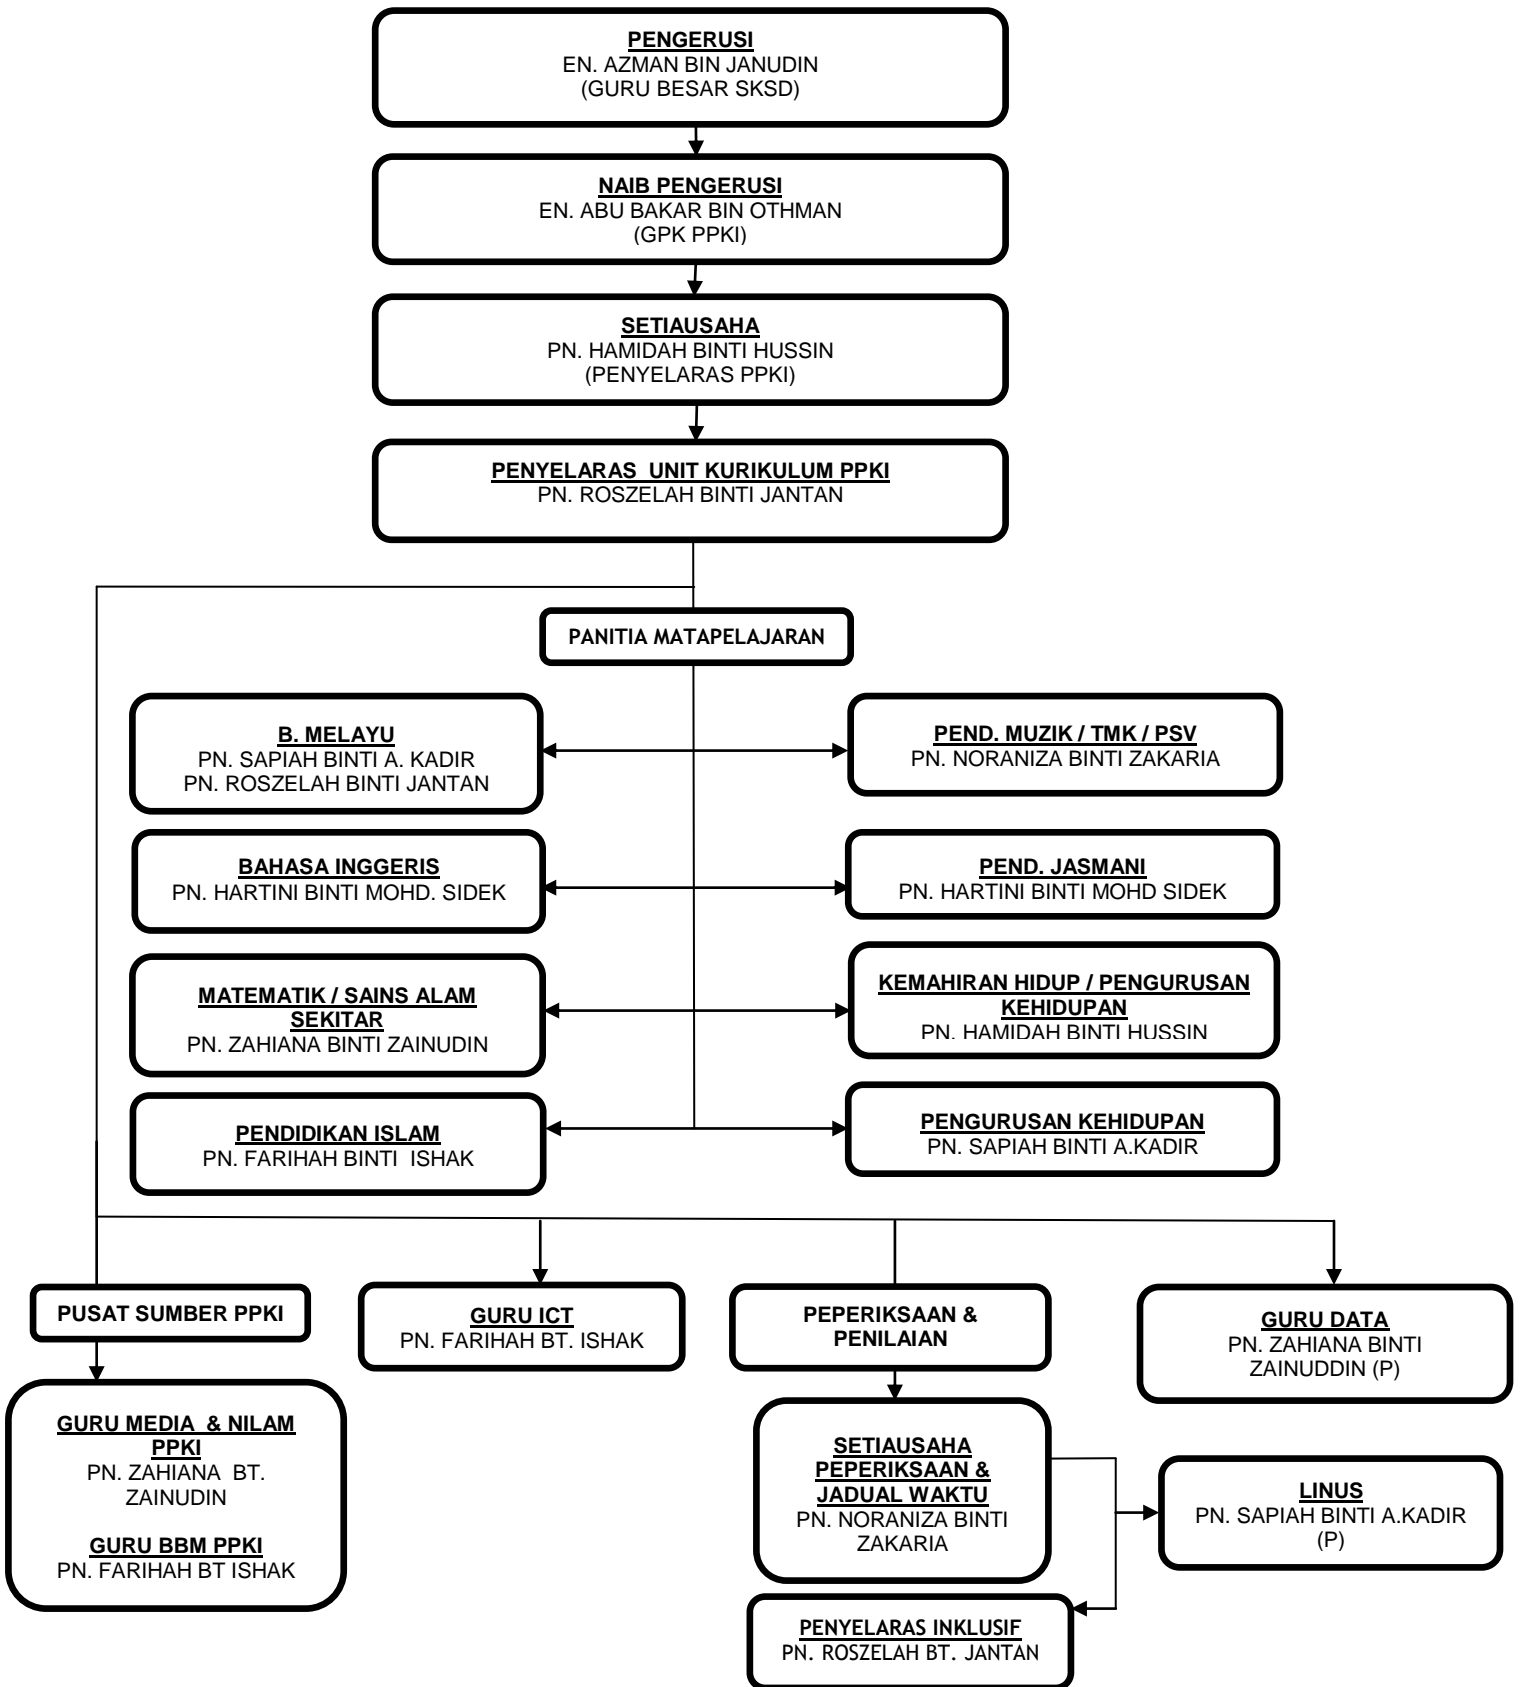 PENGERUSI
EN. AZMAN BIN JANUDIN
(GURU BESAR SKSD)
NAIB PENGERUSI
EN. ABU BAKAR BIN OTHMAN
(GPK PPKI)
SETIAUSAHA
PN. HAMIDAH BINTI HUSSIN
(PENYELARAS PPKI)
PENYELARAS UNIT KURIKULUM PPKI
PN. ROSZELAH BINTI JANTAN
PANITIA MATAPELAJARAN
B. MELAYU
PN. SAPIAH BINTI A. KADIR
PN. ROSZELAH BINTI JANTAN
PEND. MUZIK / TMK / PSV
PN. NORANIZA BINTI ZAKARIA
BAHASA INGGERIS
PN. HARTINI BINTI MOHD. SIDEK
PEND. JASMANI
PN. HARTINI BINTI MOHD SIDEK
MATEMATIK / SAINS ALAM
SEKITAR
PN. ZAHIANA BINTI ZAINUDIN
KEMAHIRAN HIDUP / PENGURUSAN
KEHIDUPAN
PN. HAMIDAH BINTI HUSSIN
PENDIDIKAN ISLAM
PN. FARIHAH BINTI ISHAK
PENGURUSAN KEHIDUPAN
PN. SAPIAH BINTI A.KADIR
PUSAT SUMBER PPKI
GURU MEDIA & NILAM
PPKI
PN. ZAHIANA BT.
ZAINUDIN
GURU BBM PPKI
PN. FARIHAH BT ISHAK
GURU ICT
PN. FARIHAH BT. ISHAK
PEPERIKSAAN &
PENILAIAN
SETIAUSAHA
PEPERIKSAAN &
JADUAL WAKTU
PN. NORANIZA BINTI
ZAKARIA
PENYELARAS INKLUSIF
PN. ROSZELAH BT. JANTAN
GURU DATA
PN. ZAHIANA BINTI
ZAINUDDIN (P)
LINUS
PN. SAPIAH BINTI A.KADIR
(P)